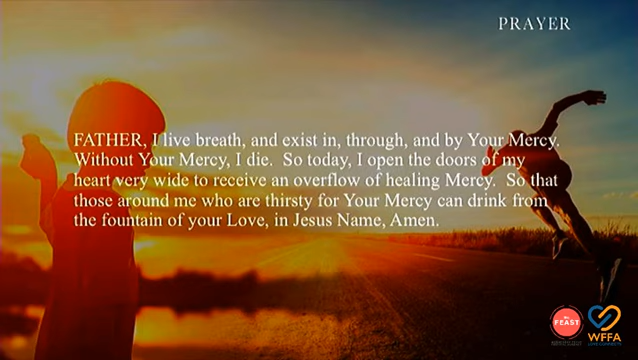 PRAYER
FATHER, I live breath, and exist in, through, and by Your Mercy.
Without Your Mercy, I die.  So today, I open the doors of my
heart very wide to receive an overflow of healing Mercy.  So that
those around me who are thirsty for Your Mercy can drink from
the fountain of your Love, in Jesus Name, Amen.
FEAST
WFFA